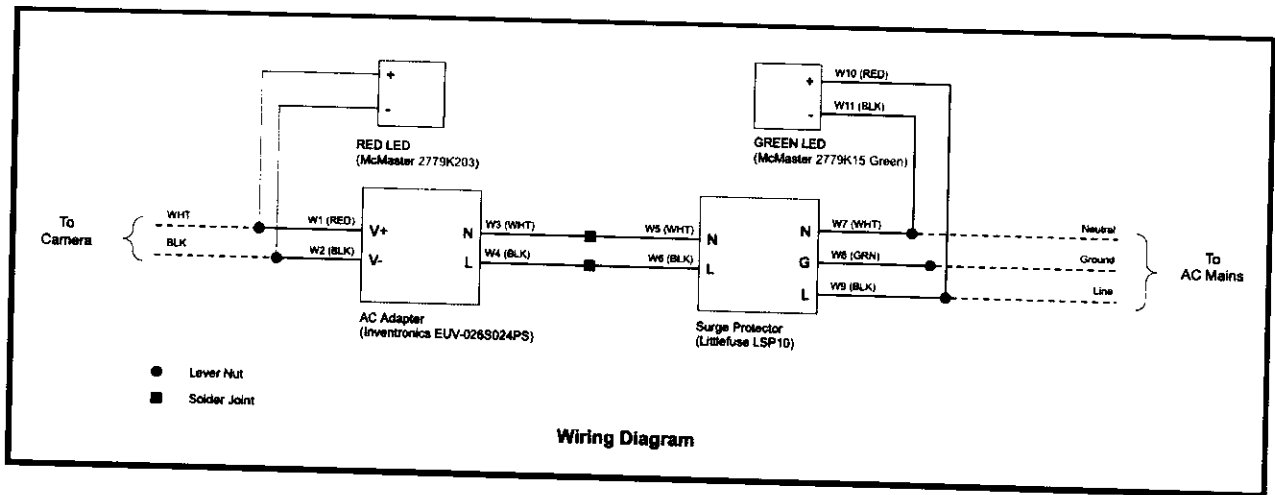 +
-
RED LED
(McMaster 2779K203)
+
-
W10 (RED)
W11 (BLK)
GREEN LED
(McMaster 2779K15 Green)
To
Camera
WHT
BLK
W1 (RED)
W2 (BLK)
V+
V-
N
L
AC Adapter
(Inventronics EUV-026S024PS)
W3 (WHT)
W4 (BLK)
W5 (WHT)
W6 (BLK)
N
L
N
G
L
Surge Protector
(Littlefuse LSP10)
W7 (WHT)
W8 (GRN)
W9 (BLK)
Neutral
Ground
Line
To
AC Mains
Lever Nut
Solder Joint
Wiring Diagram